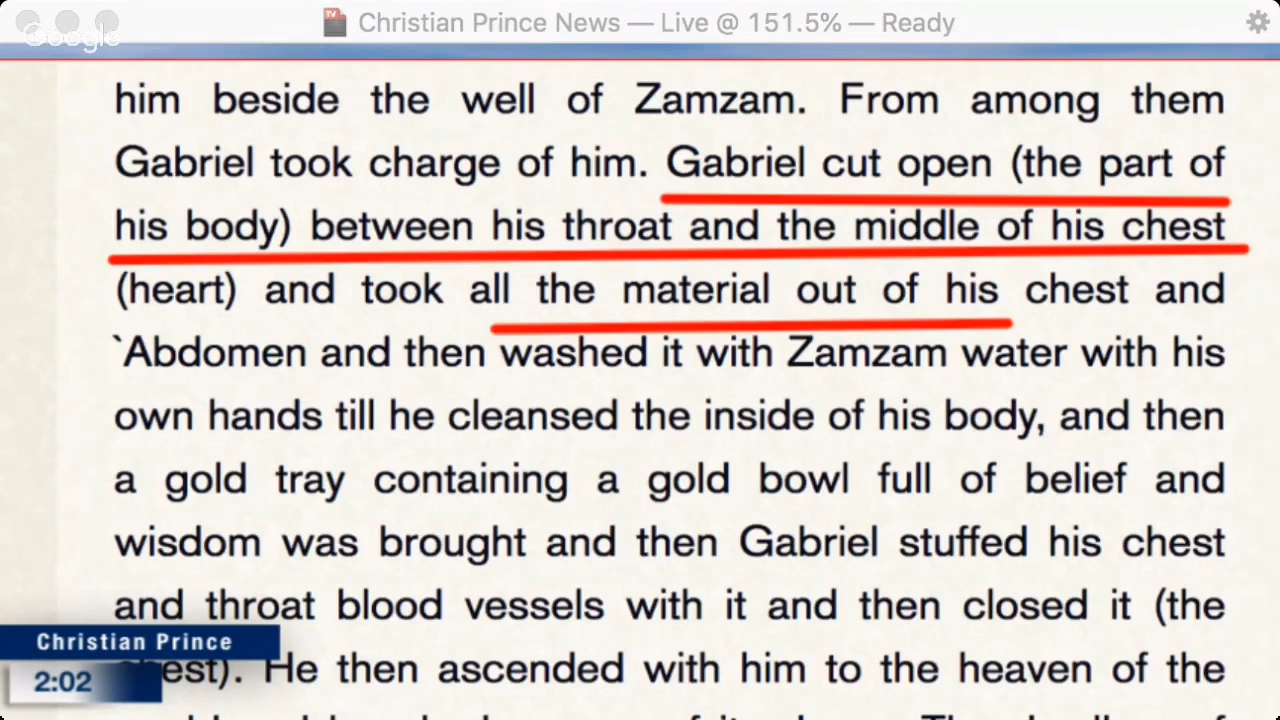 Google
Christian Prince News — Live @ 151.5% — Ready
him beside the well of Zamzam. From among them
Gabriel took charge of him. Gabriel cut open (the part of
his body) between his throat and the middle of his chest
(heart) and took all the material out of his chest and
`Abdomen and then washed it with Zamzam water with his
own hands till he cleansed the inside of his body, and then
a gold tray containing a gold bowl full of belief and
wisdom was brought and then Gabriel stuffed his chest
and throat blood vessels with it and then closed it (the
Christian Prince
He then ascended with him to the heaven of the
2:02